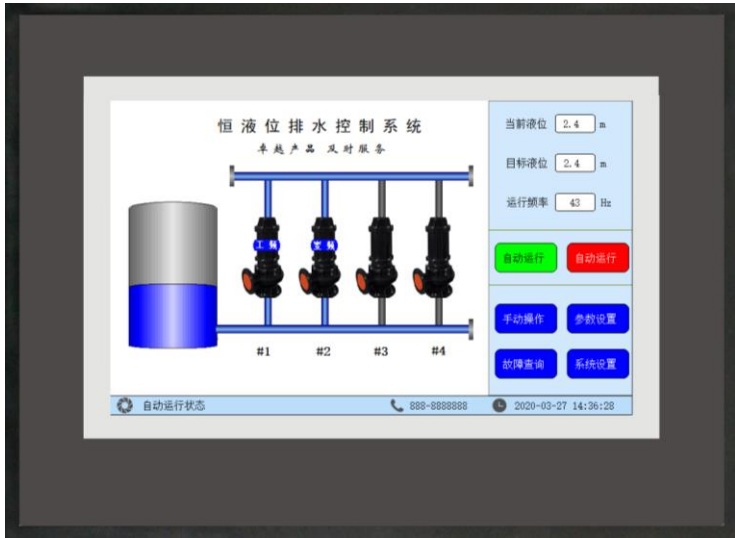 恒液位排水控制系统
卓越产品 及时服务
工频
变频
#1
#2
#3
#4
当前液位 2.4 m
目标液位 2.4 m
运行频率 43 Hz
自动运行
自动运行
手动操作
参数设置
故障查询
系统设置
自动运行状态
888-8888888
2020-03-27 14:36:28